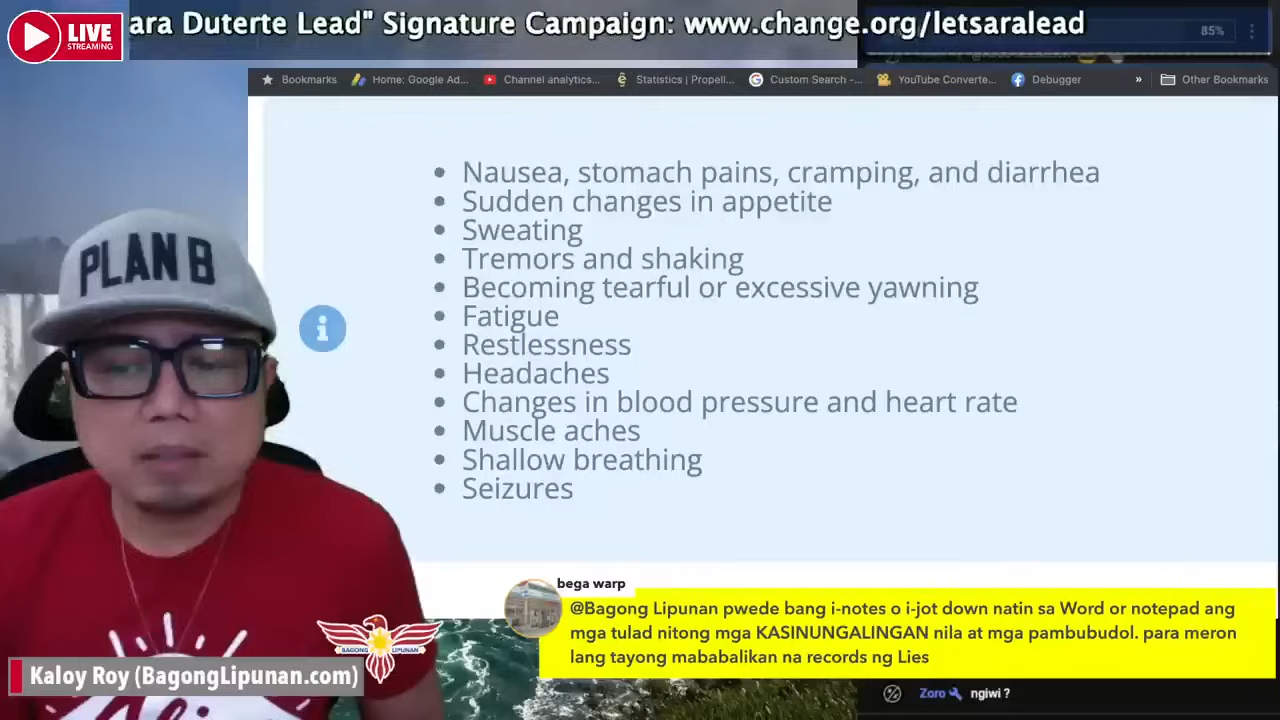 ara Duterte Lead" Signature Campaign: www.change.org/letsaralead
LIVE
STREAMING
85%
Bookmarks
Home: Google Ad...
Channel analytics...
Statistics | Propell...
Custom Search -...
YouTube Converte...
Debugger
»
Other Bookmarks
• Nausea, stomach pains, cramping, and diarrhea
• Sudden changes in appetite
• Sweating
• Tremors and shaking
• Becoming tearful or excessive yawning
• Fatigue
• Restlessness
• Headaches
• Changes in blood pressure and heart rate
• Muscle aches
• Shallow breathing
• Seizures
i
PLAN B
bega warp
@Bagong Lipunan pwede bang i-notes o i-jot down natin sa Word or notepad ang
mga tulad nitong mga KASINUNGALINGAN nila at mga pambubudol. para meron
lang tayong mababalikan na records ng Lies
BAGONG LIPUNAN
Kaloy Roy (BagongLipunan.com)
Zoro ngiwi ?